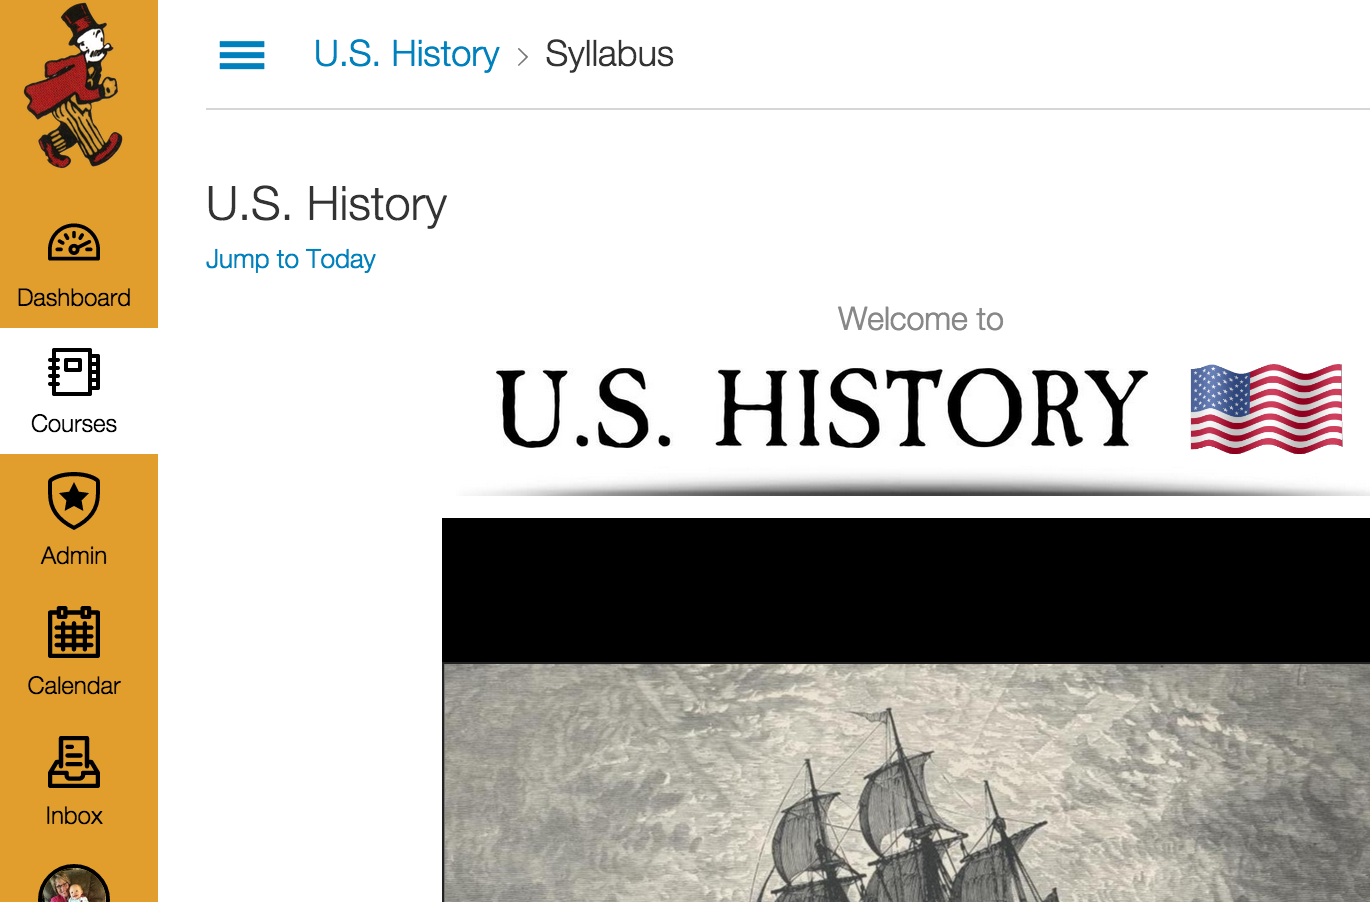 U.S. History > Syllabus
U.S. History
Jump to Today
Welcome to
U.S. HISTORY
Dashboard
Courses
Admin
Calendar
Inbox